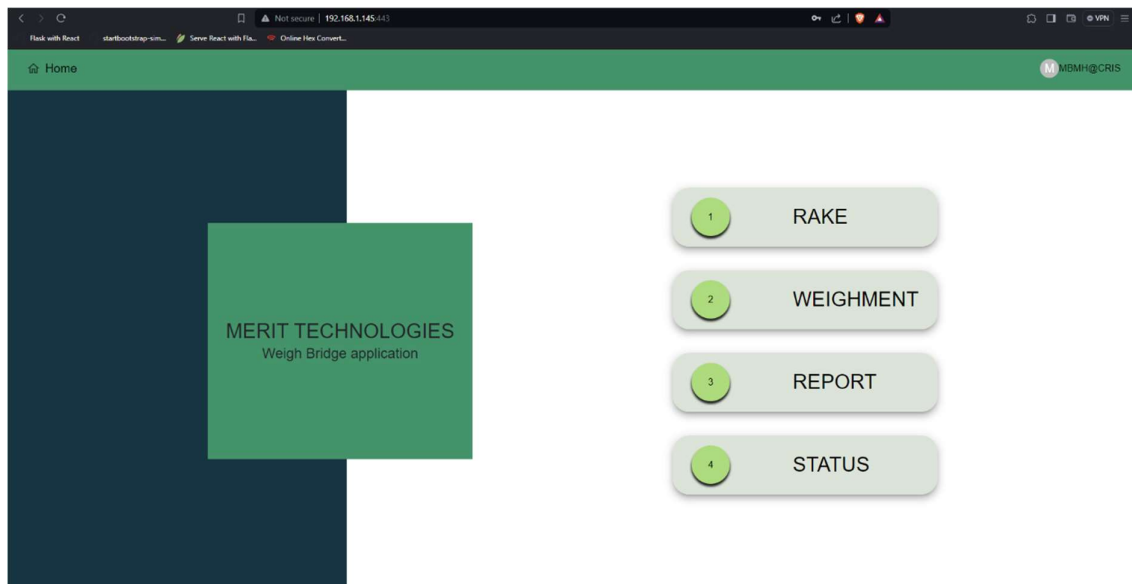 Not secure | 192.168.1.145:443
VPN
Flask with React startbootstrap-sim... Serve React with Fla... Online Hex Convert...
Home
M MBMH@CRIS
MERIT TECHNOLOGIES
Weigh Bridge application
1 RAKE
2 WEIGHMENT
3 REPORT
4 STATUS